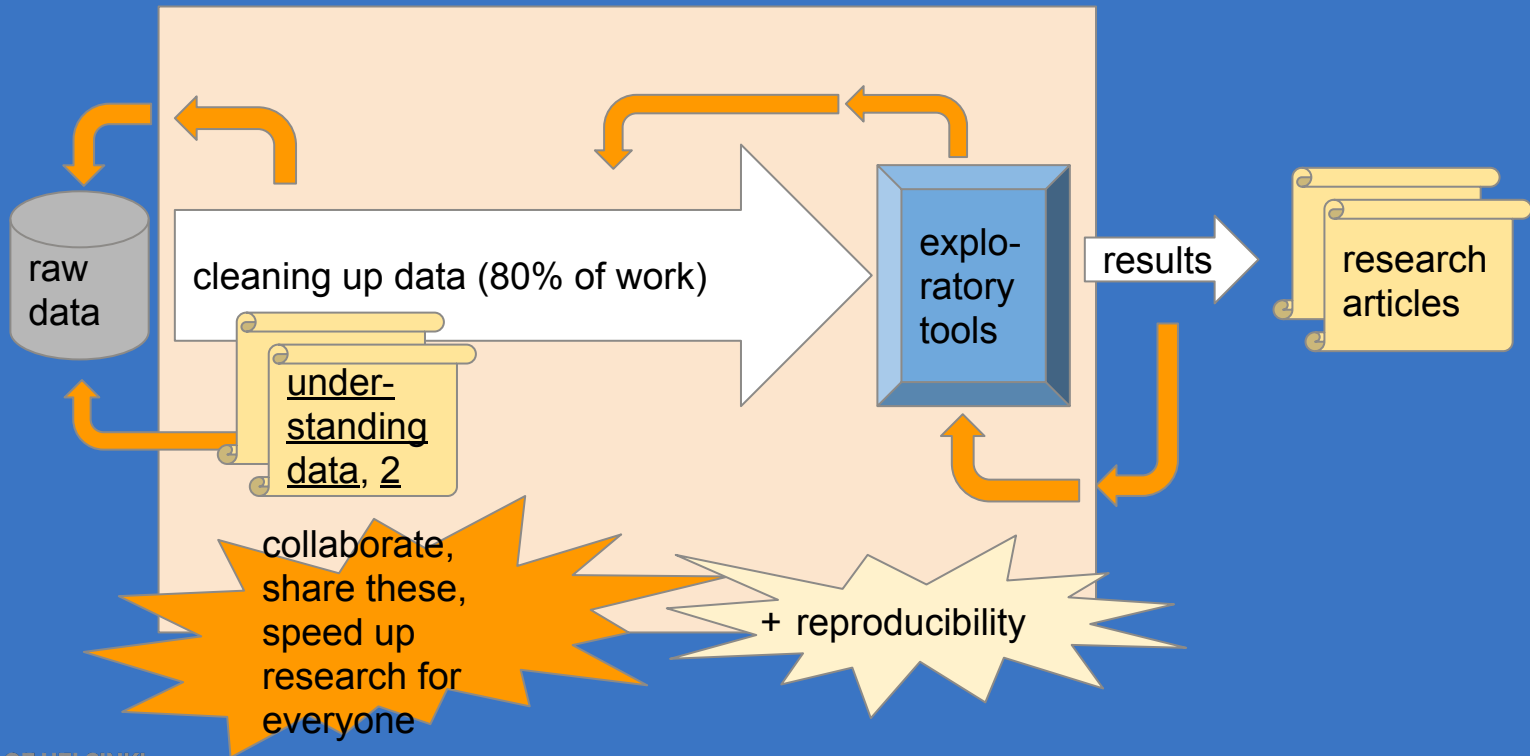 raw
data
cleaning up data (80% of work)
under-
standing
data, 2
explo-
ratory
tools
results
research
articles
collaborate,
share these,
speed up
research for
everyone
+ reproducibility